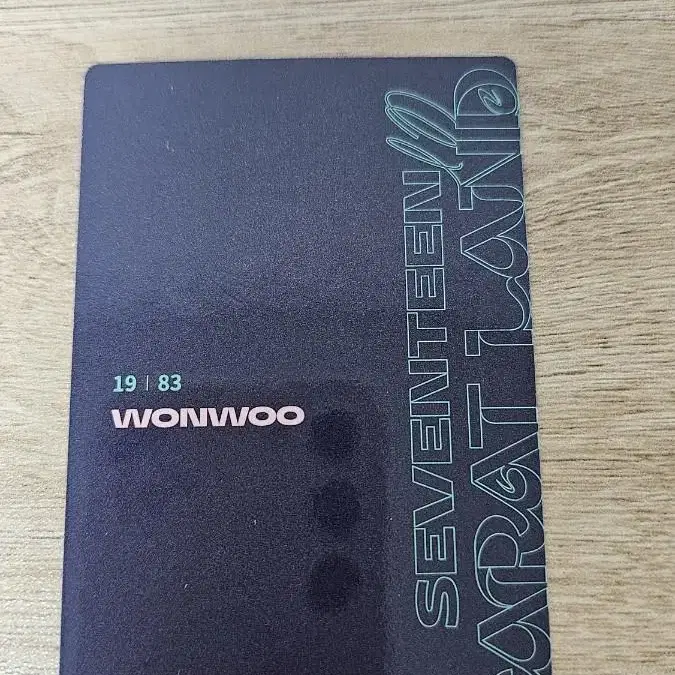 19 | 83
WONWOO
SEVENTEEN
CARAT LAND